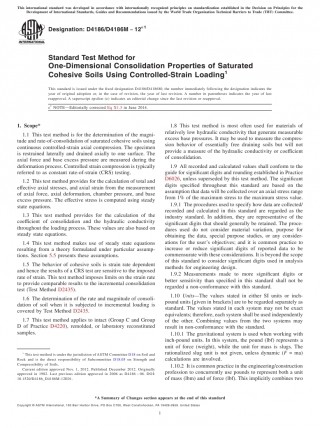 This international standard was developed in accordance with internationally recognized principles on standardization established in the Decision on Principles for the
Development of International Standards, Guides and Recommendations issued by the World Trade Organization Technical Barriers to Trade (TBT) Committee.
Designation: D4186/D4186M − 12ε1
Standard Test Method for
One-Dimensional Consolidation Properties of Saturated
Cohesive Soils Using Controlled-Strain Loading1
This standard is issued under the fixed designation D4186/D4186M; the number immediately following the designation indicates the
year of original adoption or, in the case of revision, the year of last revision. A number in parentheses indicates the year of last
reapproval. A superscript epsilon (ε) indicates an editorial change since the last revision or reapproval.
ε1 NOTE—Editorially corrected Eq X1.3 in June 2014.
1. Scope*
1.1 This test method is for the determination of the magni-
tude and rate-of-consolidation of saturated cohesive soils using
continuous controlled-strain axial compression. The specimen
is restrained laterally and drained axially to one surface. The
axial force and base excess pressure are measured during the
deformation process. Controlled strain compression is typically
referred to as constant rate-of-strain (CRS) testing.
1.2 This test method provides for the calculation of total and
effective axial stresses, and axial strain from the measurement
of axial force, axial deformation, chamber pressure, and base
excess pressure. The effective stress is computed using steady
state equations.
1.3 This test method provides for the calculation of the
coefficient of consolidation and the hydraulic conductivity
throughout the loading process. These values are also based on
steady state equations.
1.4 This test method makes use of steady state equations
resulting from a theory formulated under particular assump-
tions. Section 5.5 presents these assumptions.
1.5 The behavior of cohesive soils is strain rate dependent
and hence the results of a CRS test are sensitive to the imposed
rate of strain. This test method imposes limits on the strain rate
to provide comparable results to the incremental consolidation
test (Test Method D2435).
1.6 The determination of the rate and magnitude of consoli-
dation of soil when it is subjected to incremental loading is
covered by Test Method D2435.
1.7 This test method applies to intact (Group C and Group
D of Practice D4220), remolded, or laboratory reconstituted
samples.
1 This test method is under the jurisdiction of ASTM Committee D18 on Soil and
Rock and is the direct responsibility of Subcommittee D18.05 on Strength and
Compressibility of Soils.
Current edition approved Nov. 1, 2012. Published December 2012. Originally
approved in 1982. Last previous edition approved in 2006 as D4186 – 06. DOI:
10.1520/D4186_D4186M-12E01.
1.8 This test method is most often used for materials of
relatively low hydraulic conductivity that generate measurable
excess base pressures. It may be used to measure the compres-
sion behavior of essentially free draining soils but will not
provide a measure of the hydraulic conductivity or coefficient
of consolidation.
1.9 All recorded and calculated values shall conform to the
guide for significant digits and rounding established in Practice
D6026, unless superseded by this test method. The significant
digits specified throughout this standard are based on the
assumption that data will be collected over an axial stress range
from 1% of the maximum stress to the maximum stress value.
1.9.1 The procedures used to specify how data are collected/
recorded and calculated in this standard are regarded as the
industry standard. In addition, they are representative of the
significant digits that should generally be retained. The proce-
dures used do not consider material variation, purpose for
obtaining the data, special purpose studies, or any consider-
ations for the user's objectives; and it is common practice to
increase or reduce significant digits of reported data to be
commensurate with these considerations. It is beyond the scope
of this standard to consider significant digits used in analysis
methods for engineering design.
1.9.2 Measurements made to more significant digits or
better sensitivity than specified in this standard shall not be
regarded a non-conformance with this standard.
1.10 Units—The values stated in either SI units or inch-
pound units [given in brackets] are to be regarded separately as
standard. The values stated in each system may not be exact
equivalents; therefore, each system shall be used independently
of the other. Combining values from the two systems may
result in non-conformance with the standard.
1.10.1 The gravitational system is used when working with
inch-pound units. In this system, the pound (lbf) represents a
unit of force (weight), while the unit for mass is slugs. The
rationalized slug unit is not given, unless dynamic (F = ma)
calculations are involved.
1.10.2 It is common practice in the engineering/construction
profession to concurrently use pounds to represent both a unit
of mass (lbm) and of force (lbf). This implicitly combines two
*A Summary of Changes section appears at the end of this standard
Copyright © ASTM International, 100 Barr Harbor Drive, PO Box C700, West Conshohocken, PA 19428-2959. United States
1